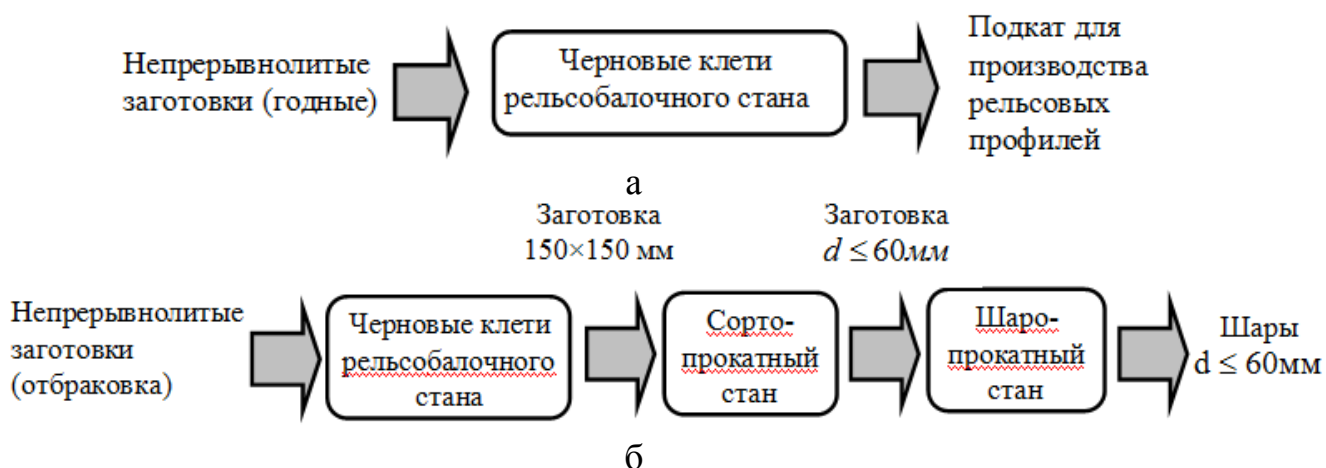 Непрерывнолитые
заготовки (годные)
Черновые клети
рельсобалочного стана
Подкат для
производства
рельсовых
профилей
а
Заготовка
150×150 мм
Заготовка
d ≤ 60мм
Непрерывнолитые
заготовки
(отбраковка)
Черновые клети
рельсобалочного
стана
Сорто-
прокатный
стан
Шаро-
прокатный
стан
Шары
d ≤ 60мм
б